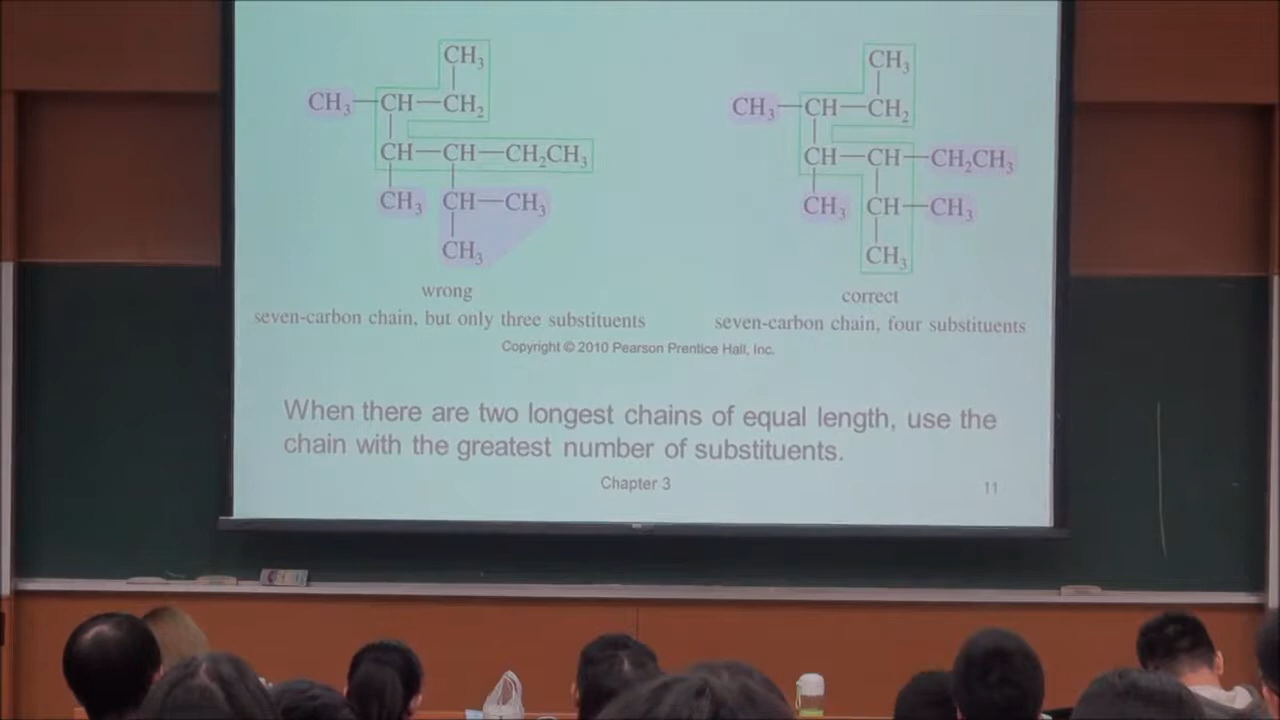 CH₃ CH₃
CH₃—CH—CH₂ CH₃—CH—CH₂
CH—CH—CH₂CH₃ CH—CH—CH₂CH₃
CH₃ CH—CH₃ CH₃ CH—CH₃
CH₃ CH₃
wrong correct
seven-carbon chain, but only three substituents seven-carbon chain, four substituents
Copyright © 2010 Pearson Prentice Hall, Inc.
When there are two longest chains of equal length, use the
chain with the greatest number of substituents.
Chapter 3 11